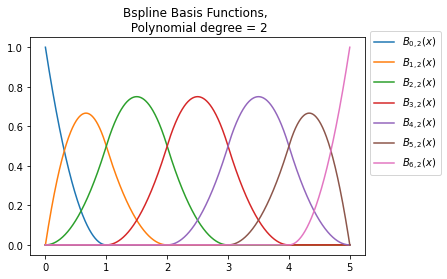 Bspline Basis Functions,
Polynomial degree = 2
1.0
0.8
0.6
0.4
0.2
0.0
0
1
2
3
4
5
B0,2(x)
B1,2(x)
B2,2(x)
B3,2(x)
B4,2(x)
B5,2(x)
B6,2(x)